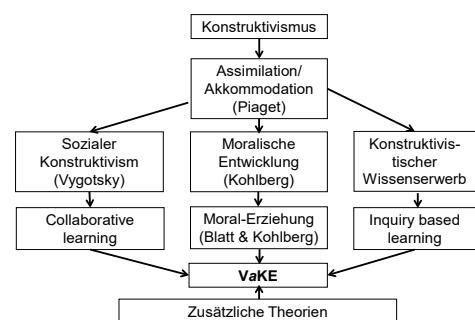 Konstruktivismus
Assimilation/
Akkommodation
(Piaget)
Sozialer
Konstruktivism
(Vygotsky)
Moralische
Entwicklung
(Kohlberg)
Konstruktivis-
tischer
Wissenserwerb
Collaborative
learning
Moral-Erziehung
(Blatt & Kohlberg)
Inquiry based
learning
VaKE
Zusätzliche Theorien